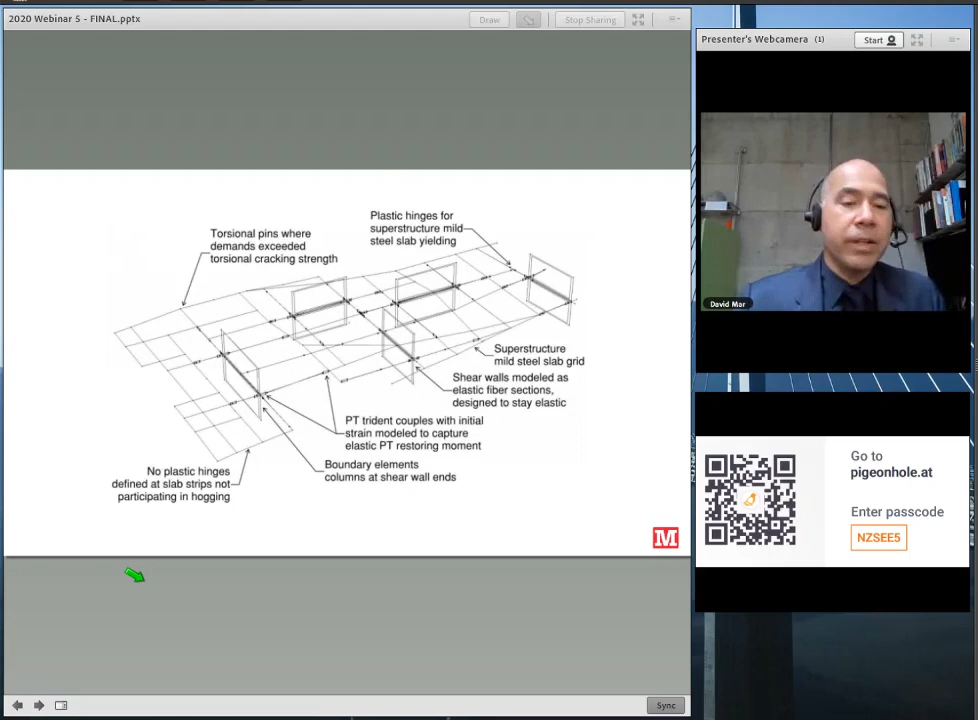 2020 Webinar 5 - FINAL.pptx
Draw
Stop Sharing
Presenter's Webcamera (1)
Start
Plastic hinges for
superstructure mild
steel slab yielding
Torsional pins where
demands exceeded
torsional cracking strength
Superstructure
mild steel slab grid
Shear walls modeled as
elastic fiber sections,
designed to stay elastic
PT trident couples with initial
strain modeled to capture
elastic PT restoring moment
Boundary elements
columns at shear wall ends
No plastic hinges
defined at slab strips not
participating in hogging
M
David Mar
Go to
pigeonhole.at
Enter passcode
NZSEE5
Sync